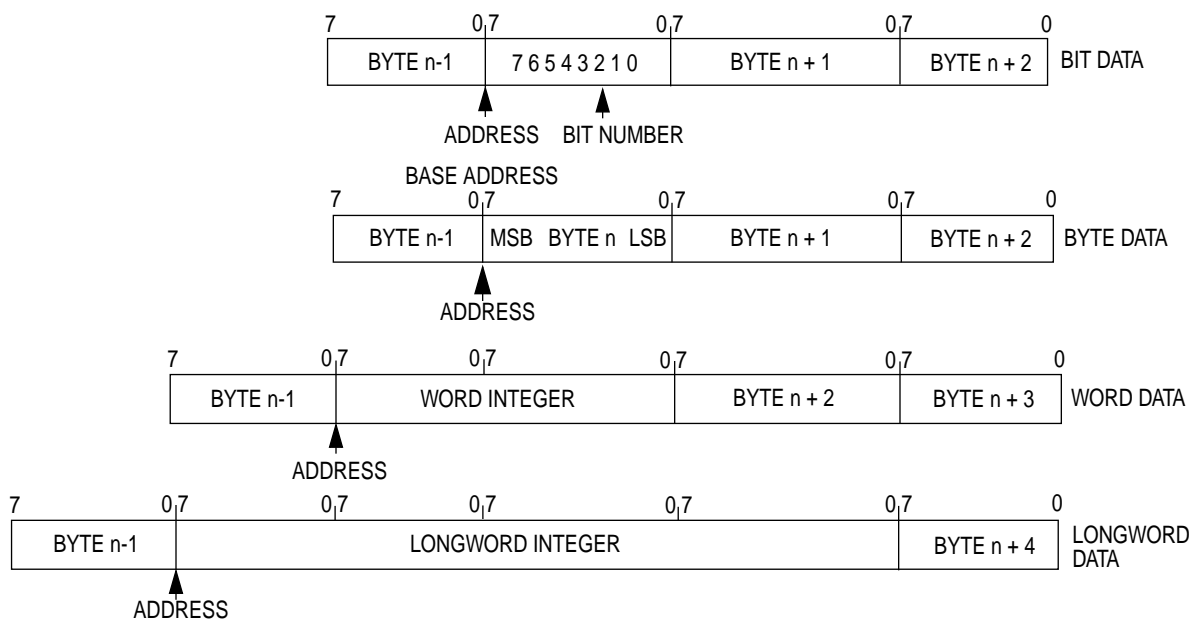 7 0 7 0 7 0 7 0
BYTE n-1 7 6 5 4 3 2 1 0 BYTE n + 1 BYTE n + 2 BIT DATA
ADDRESS BIT NUMBER
BASE ADDRESS
7 0 7 0 7 0 7 0
BYTE n-1 MSB BYTE n LSB BYTE n + 1 BYTE n + 2 BYTE DATA
ADDRESS
7 0 7 0 7 0 7 0 7 0
BYTE n-1 WORD INTEGER BYTE n + 2 BYTE n + 3 WORD DATA
ADDRESS
7 0 7 0 7 0 7 0 7 0 7 0
BYTE n-1 LONGWORD INTEGER BYTE n + 4 LONGWORD
DATA
ADDRESS